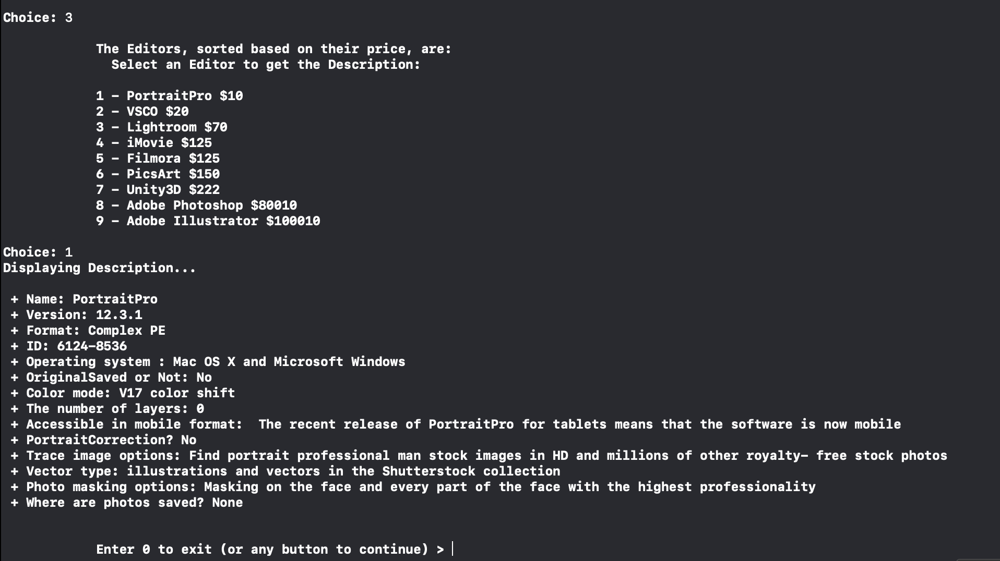 Choice: 3
The Editors, sorted based on their price, are:
Select an Editor to get the Description:
1 – PortraitPro $10
2 – VSCO $20
3 – Lightroom $70
4 – iMovie $125
5 – Filmora $125
6 – PicsArt $150
7 – Unity3D $222
8 – Adobe Photoshop $80010
9 – Adobe Illustrator $100010
Choice: 1
Displaying Description...
+ Name: PortraitPro
+ Version: 12.3.1
+ Format: Complex PE
+ ID: 6124–8536
+ Operating system : Mac OS X and Microsoft Windows
+ OriginalSaved or Not: No
+ Color mode: V17 color shift
+ The number of layers: 0
+ Accessible in mobile format:  The recent release of PortraitPro for tablets means that the software is now mobile
+ PortraitCorrection? No
+ Trace image options: Find portrait professional man stock images in HD and millions of other royalty– free stock photos
+ Vector type: illustrations and vectors in the Shutterstock collection
+ Photo masking options: Masking on the face and every part of the face with the highest professionality
+ Where are photos saved? None
Enter 0 to exit (or any button to continue) >